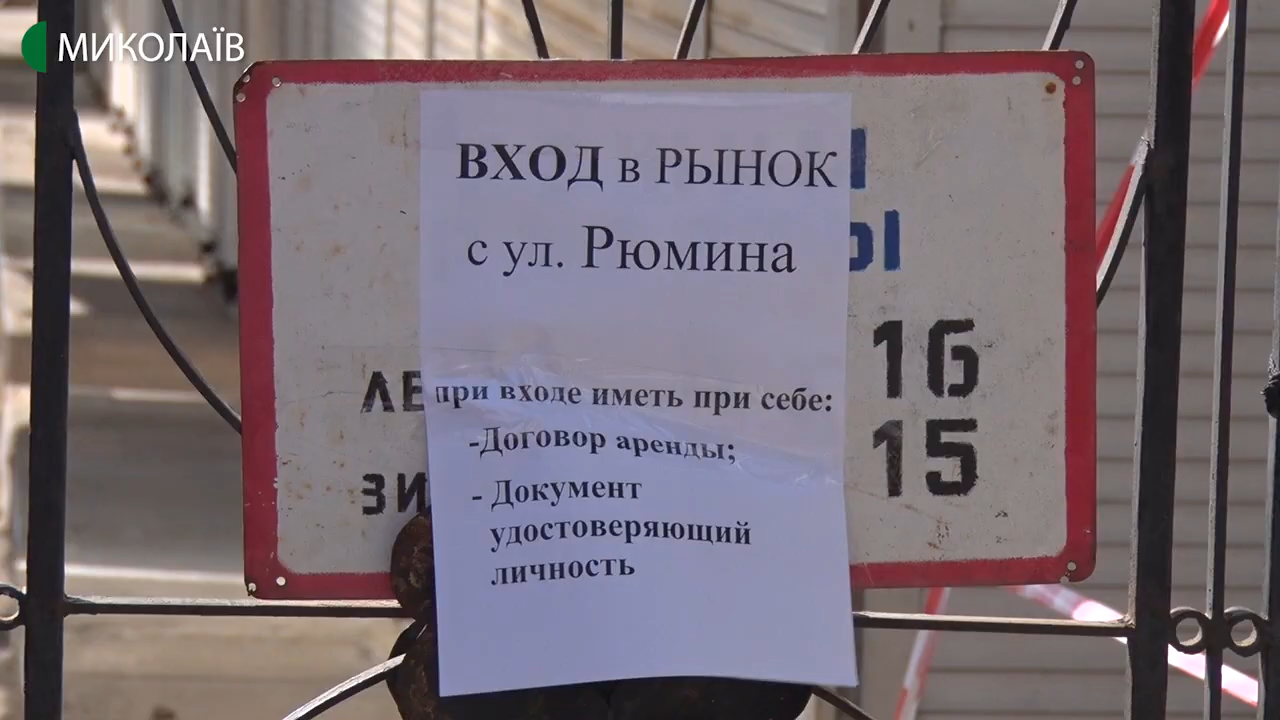 МИКОЛАЇВ
ВХОД в РЫНОК
с ул. Рюмина
при входе иметь при себе:
-Договор аренды;
- Документ
удостоверяющий
личность
16
15